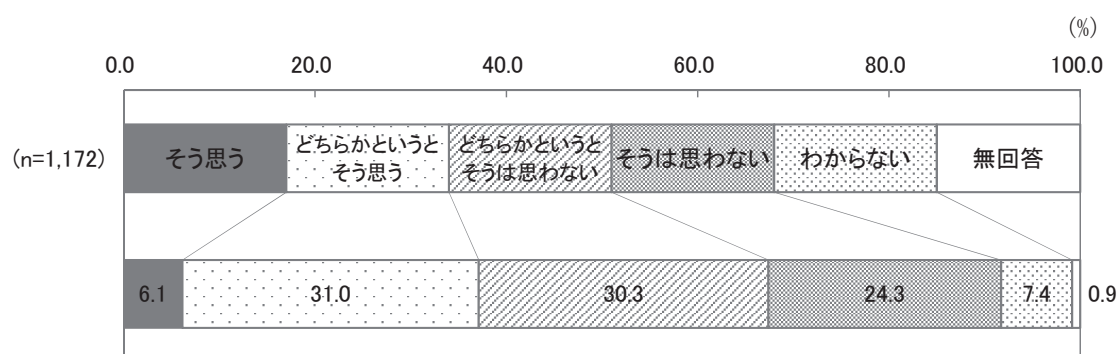 (%)
0.0 20.0 40.0 60.0 80.0 100.0
(n=1,172)
そう思う
どちらかというと
そう思う
どちらかというと
そうは思わない
そうは思わない
わからない
無回答
6.1 31.0 30.3 24.3 7.4 0.9